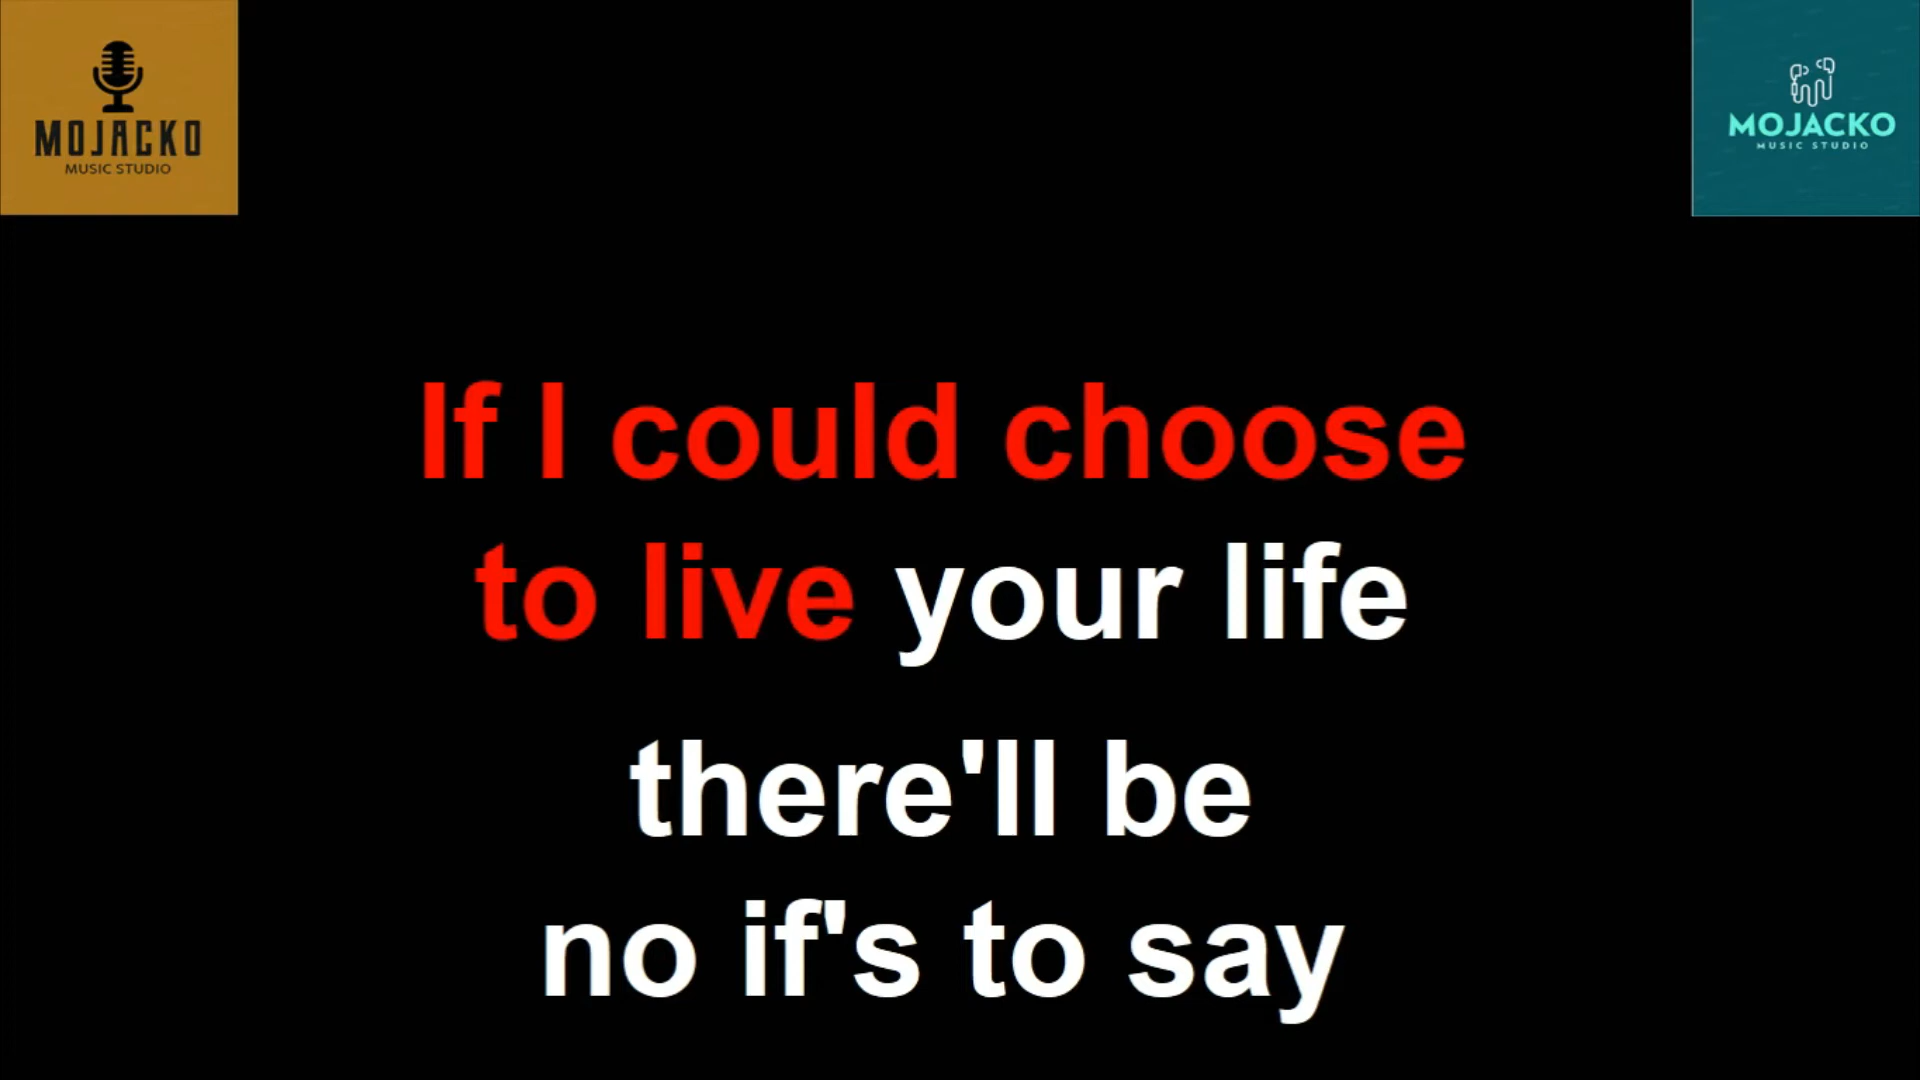 MOJACKO
MUSIC STUDIO
MOJACKO
MUSIC STUDIO
If I could choose
to live your life
there'll be
no if's to say